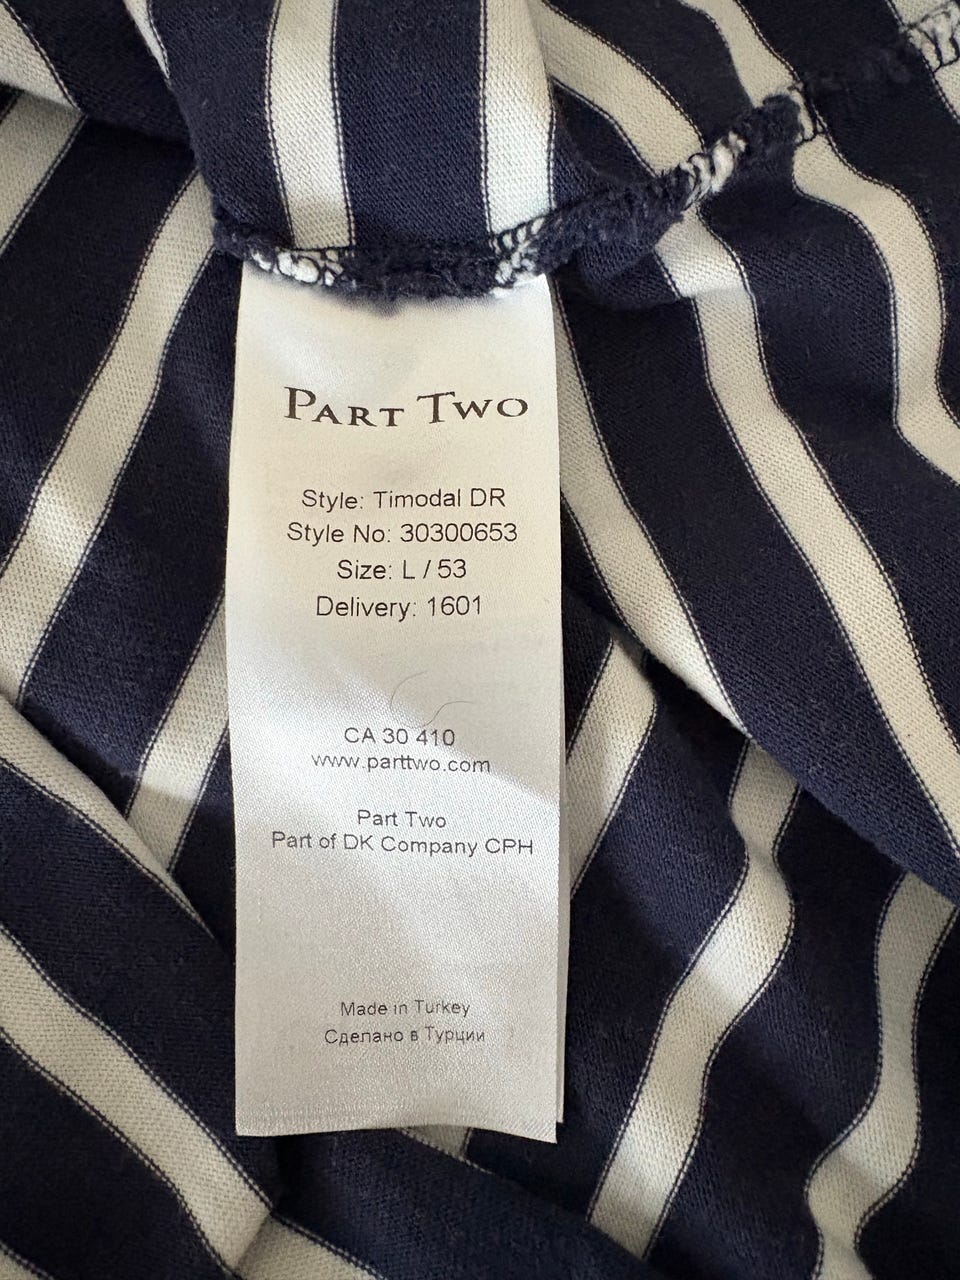 PART TWO
Style: Timodal DR
Style No: 30300653
Size: L / 53
Delivery: 1601
CA 30 410
www.parttwo.com
Part Two
Part of DK Company CPH
Made in Turkey
Сделано в Турции